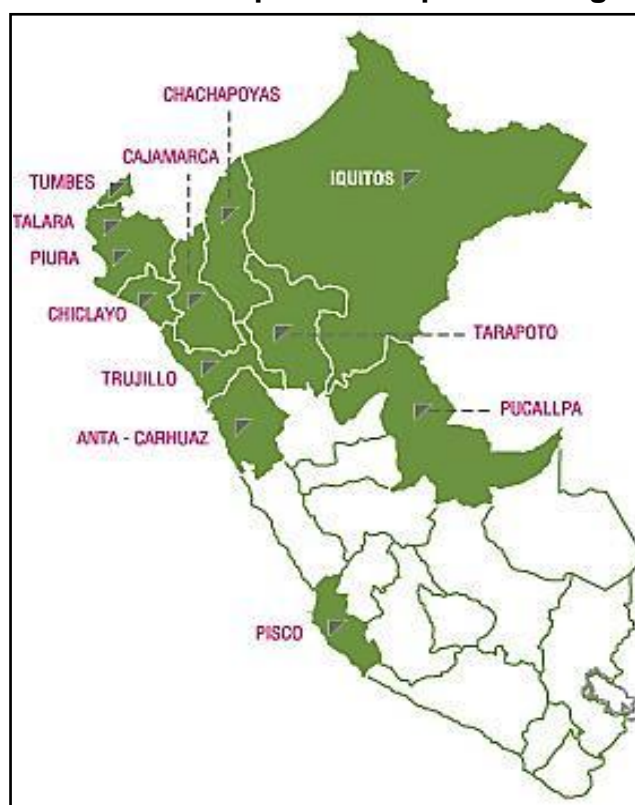 CHACHAPOYAS
CAJAMARCA
TUMBES
IQUITOS
TALARA
PIURA
CHICLAYO
TARAPOTO
TRUJILLO
PUCALLPA
ANTA - CARHUAZ
PISCO